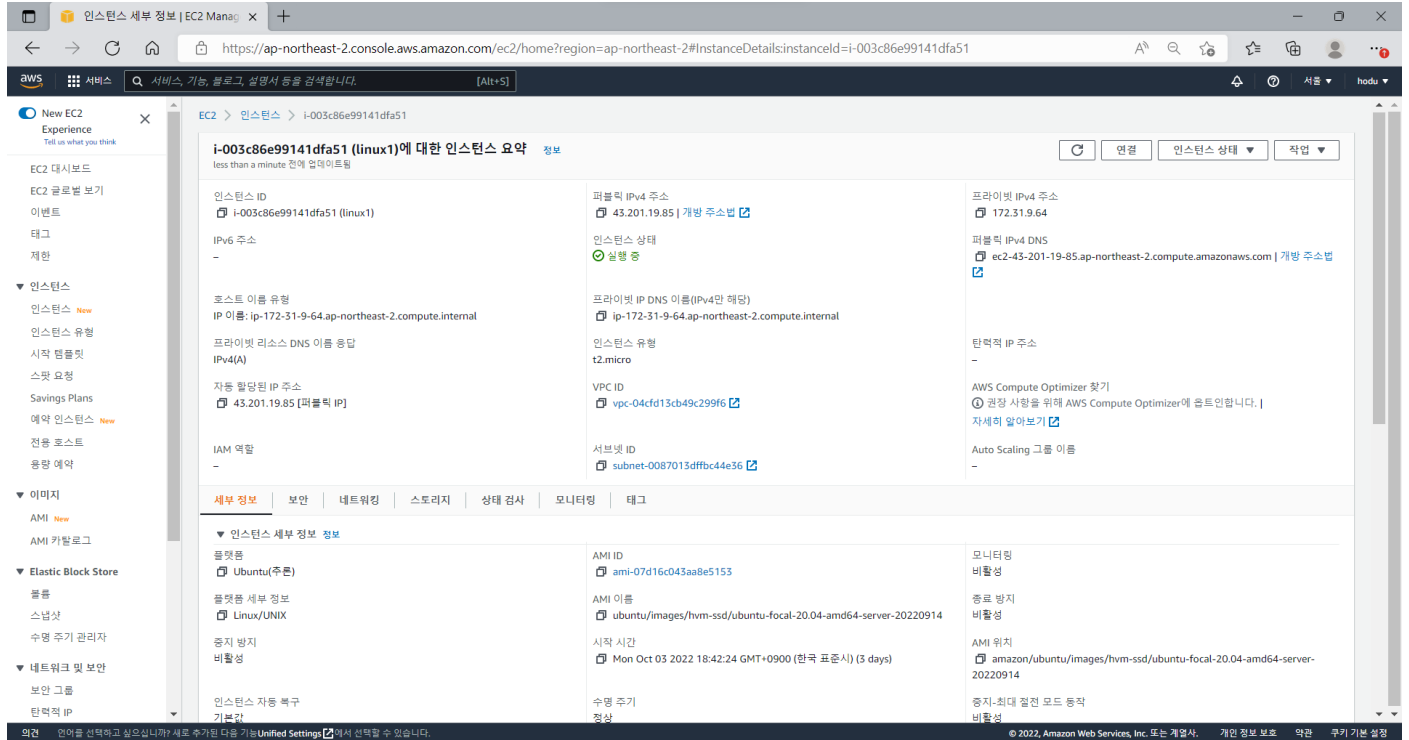 인스턴스 세부 정보 | EC2 Manag
https://ap-northeast-2.console.aws.amazon.com/ec2/home?region=ap-northeast-2#InstanceDetails:instanceId=i-003c86e99141dfa51
aws 서비스 서비스, 기능, 블로그, 설명서 등을 검색합니다. [Alt+S] 서울 ▼ hodu ▼
New EC2
Experience
Tell us what you think
EC2 대시보드
EC2 글로벌 보기
이벤트
태그
제한
▼ 인스턴스
인스턴스 New
인스턴스 유형
시작 템플릿
스팟 요청
Savings Plans
예약 인스턴스 New
전용 호스트
용량 예약
▼ 이미지
AMI New
AMI 카탈로그
▼ Elastic Block Store
볼륨
스냅샷
수명 주기 관리자
▼ 네트워크 및 보안
보안 그룹
탄력적 IP
EC2 > 인스턴스 > i-003c86e99141dfa51
i-003c86e99141dfa51 (linux1)에 대한 인스턴스 요약 정보
less than a minute 전에 업데이트됨
연결 인스턴스 상태 ▼ 작업 ▼
인스턴스 ID
i-003c86e99141dfa51 (linux1)
퍼블릭 IPv4 주소
43.201.19.85 | 개방 주소법
프라이빗 IPv4 주소
172.31.9.64
IPv6 주소
–
인스턴스 상태
실행 중
퍼블릭 IPv4 DNS
ec2-43-201-19-85.ap-northeast-2.compute.amazonaws.com | 개방 주소법
호스트 이름 유형
IP 이름: ip-172-31-9-64.ap-northeast-2.compute.internal
프라이빗 IP DNS 이름(IPv4만 해당)
ip-172-31-9-64.ap-northeast-2.compute.internal
프라이빗 리소스 DNS 이름 응답
IPv4(A)
인스턴스 유형
t2.micro
탄력적 IP 주소
–
자동 할당된 IP 주소
43.201.19.85 [퍼블릭 IP]
VPC ID
vpc-04cfd13cb49c299f6
AWS Compute Optimizer 찾기
권장 사항을 위해 AWS Compute Optimizer에 옵트인합니다. |
자세히 알아보기
IAM 역할
–
서브넷 ID
subnet-0087013dffbc44e36
Auto Scaling 그룹 이름
–
세부 정보 보안 네트워킹 스토리지 상태 검사 모니터링 태그
▼ 인스턴스 세부 정보 정보
플랫폼
Ubuntu(추론)
AMI ID
ami-07d16c043aa8e5153
모니터링
비활성
플랫폼 세부 정보
Linux/UNIX
AMI 이름
ubuntu/images/hvm-ssd/ubuntu-focal-20.04-amd64-server-20220914
종료 방지
비활성
중지 방지
비활성
시작 시간
Mon Oct 03 2022 18:42:24 GMT+0900 (한국 표준시) (3 days)
AMI 위치
amazon/ubuntu/images/hvm-ssd/ubuntu-focal-20.04-amd64-server-
20220914
인스턴스 자동 복구
기본값
수명 주기
정상
중지-최대 절전 모드 동작
비활성
의견 언어를 선택하고 싶으십니까? 새로 추가된 다음 기능Unified Settings에서 선택할 수 있습니다. © 2022, Amazon Web Services, Inc. 또는 계열사. 개인 정보 보호 약관 쿠키 기본 설정